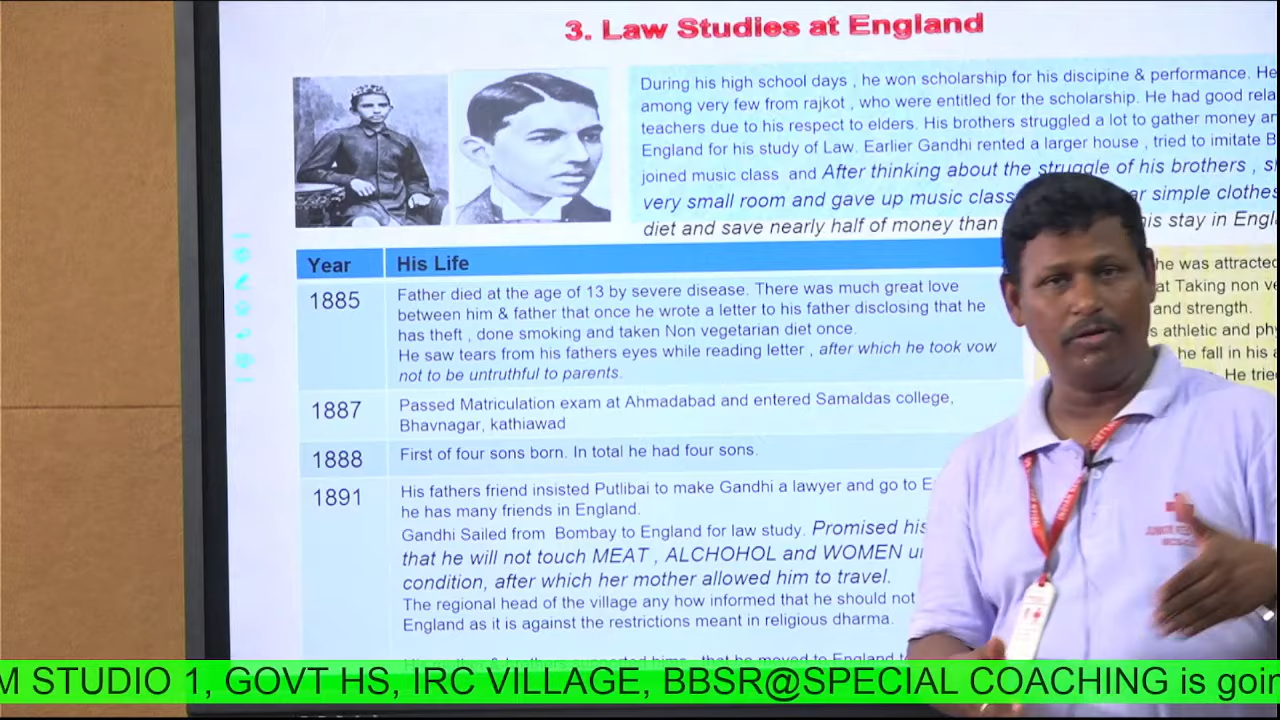 3. Law Studies at England
During his high school days , he won scholarship for his discipine & performance. He
among very few from rajkot , who were entitled for the scholarship. He had good rela
teachers due to his respect to elders. His brothers struggled a lot to gather money an
England for his study of Law. Earlier Gandhi rented a larger house , tried to imitate B
joined music class and After thinking about the struggle of his brothers , s
very small room and gave up music class ar simple clothes
diet and save nearly half of money than his stay in Engl
Year His Life
1885 Father died at the age of 13 by severe disease. There was much great love
between him & father that once he wrote a letter to his father disclosing that he
has theft , done smoking and taken Non vegetarian diet once.
He saw tears from his fathers eyes while reading letter , after which he took vow
not to be untruthful to parents.
1887 Passed Matriculation exam at Ahmadabad and entered Samaldas college,
Bhavnagar, kathiawad
1888 First of four sons born. In total he had four sons.
1891 His fathers friend insisted Putlibai to make Gandhi a lawyer and go to E
he has many friends in England.
Gandhi Sailed from Bombay to England for law study. Promised his
that he will not touch MEAT , ALCHOHOL and WOMEN u
condition, after which her mother allowed him to travel.
The regional head of the village any how informed that he should not
England as it is against the restrictions meant in religious dharma.
he was attracted
at Taking non ve
and strength.
s athletic and phy
he fall in his a
He trie
M STUDIO 1, GOVT HS, IRC VILLAGE, BBSR@SPECIAL COACHING is goin